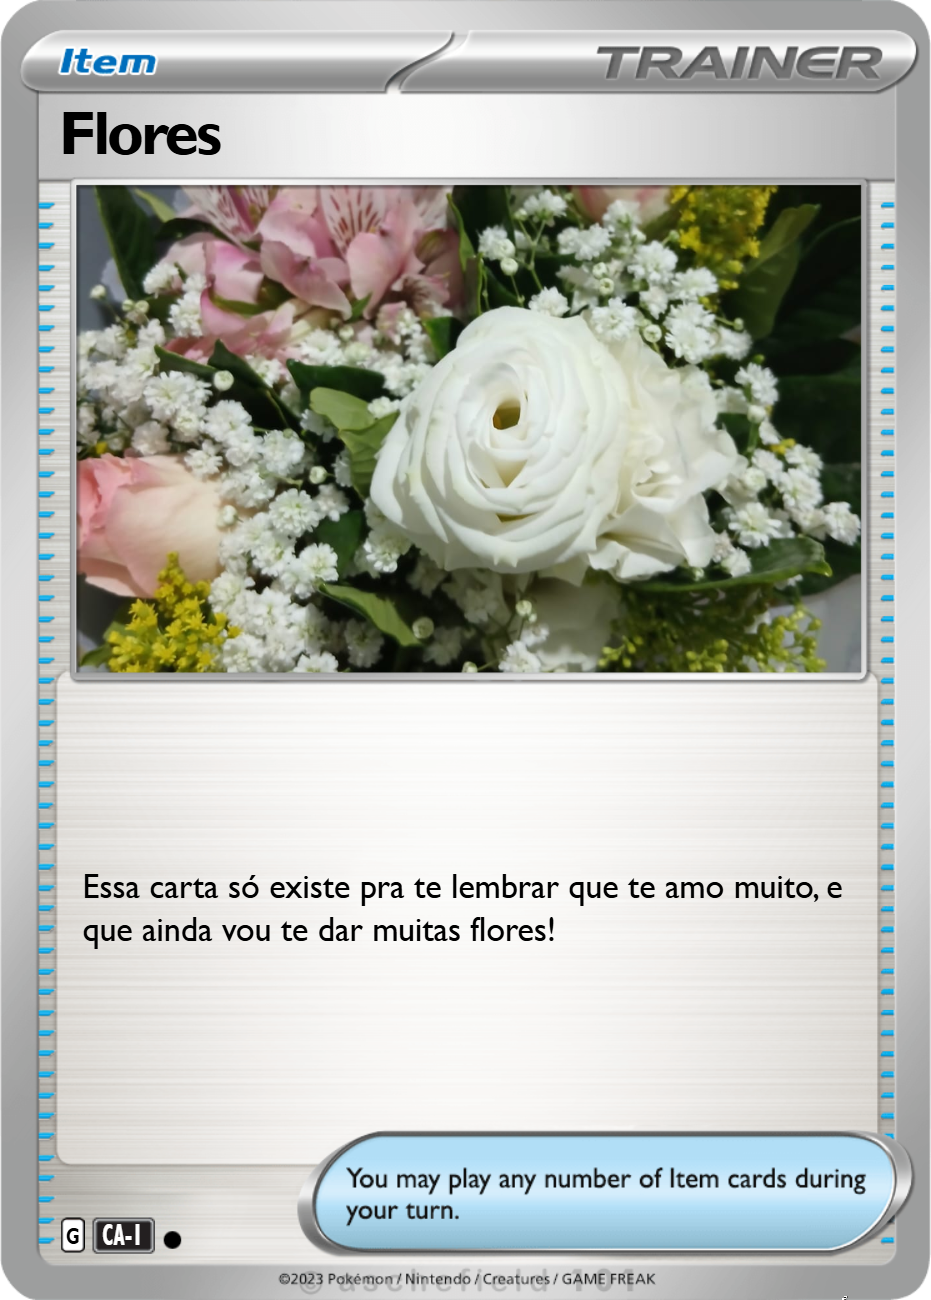 Item
TRAINER
Flores
Essa carta só existe pra te lembrar que te amo muito, e
que ainda vou te dar muitas flores!
You may play any number of Item cards during
your turn.
G CA-I
©2023 Pokémon / Nintendo / Creatures / GAME FREAK